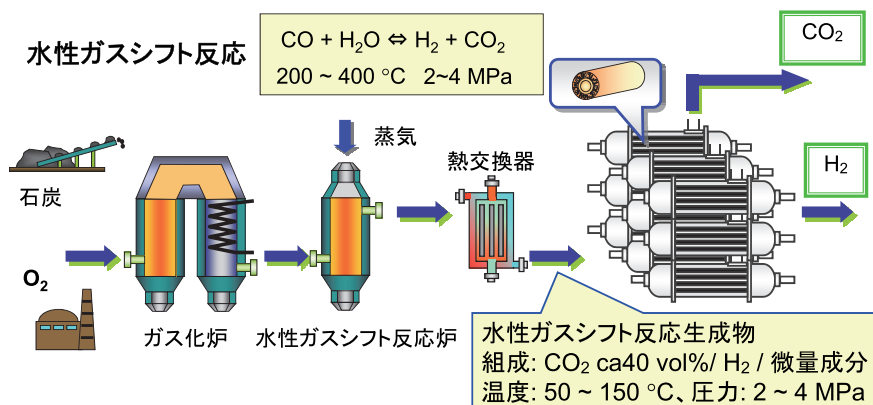 水性ガスシフト反応
CO + H₂O ⇔ H₂ + CO₂
200 ~ 400 °C 2~4 MPa
CO₂
H₂
蒸気
熱交換器
石炭
O₂
ガス化炉
水性ガスシフト反応炉
水性ガスシフト反応生成物
組成: CO₂ ca40 vol%/ H₂ / 微量成分
温度: 50 ~ 150 °C、圧力: 2 ~ 4 MPa